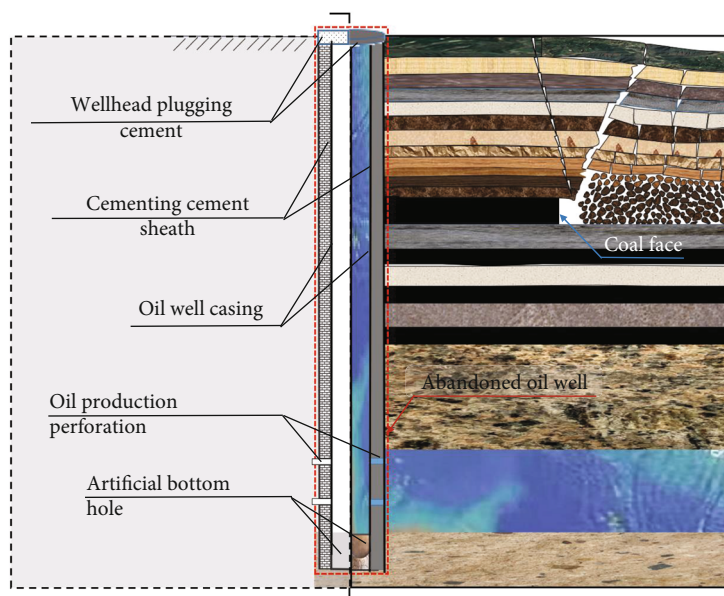 Wellhead plugging
cement
Cementing cement
sheath
Coal face
Oil well casing
Abandoned oil well
Oil production
perforation
Artificial bottom
hole